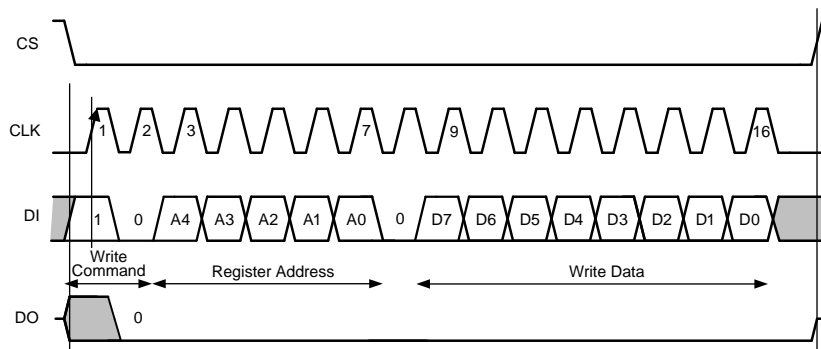 CS
CLK 1 2 3 7 9 16
DI 1 0 A4 A3 A2 A1 A0 0 D7 D6 D5 D4 D3 D2 D1 D0
Write
Command
Register Address
Write Data
DO 0